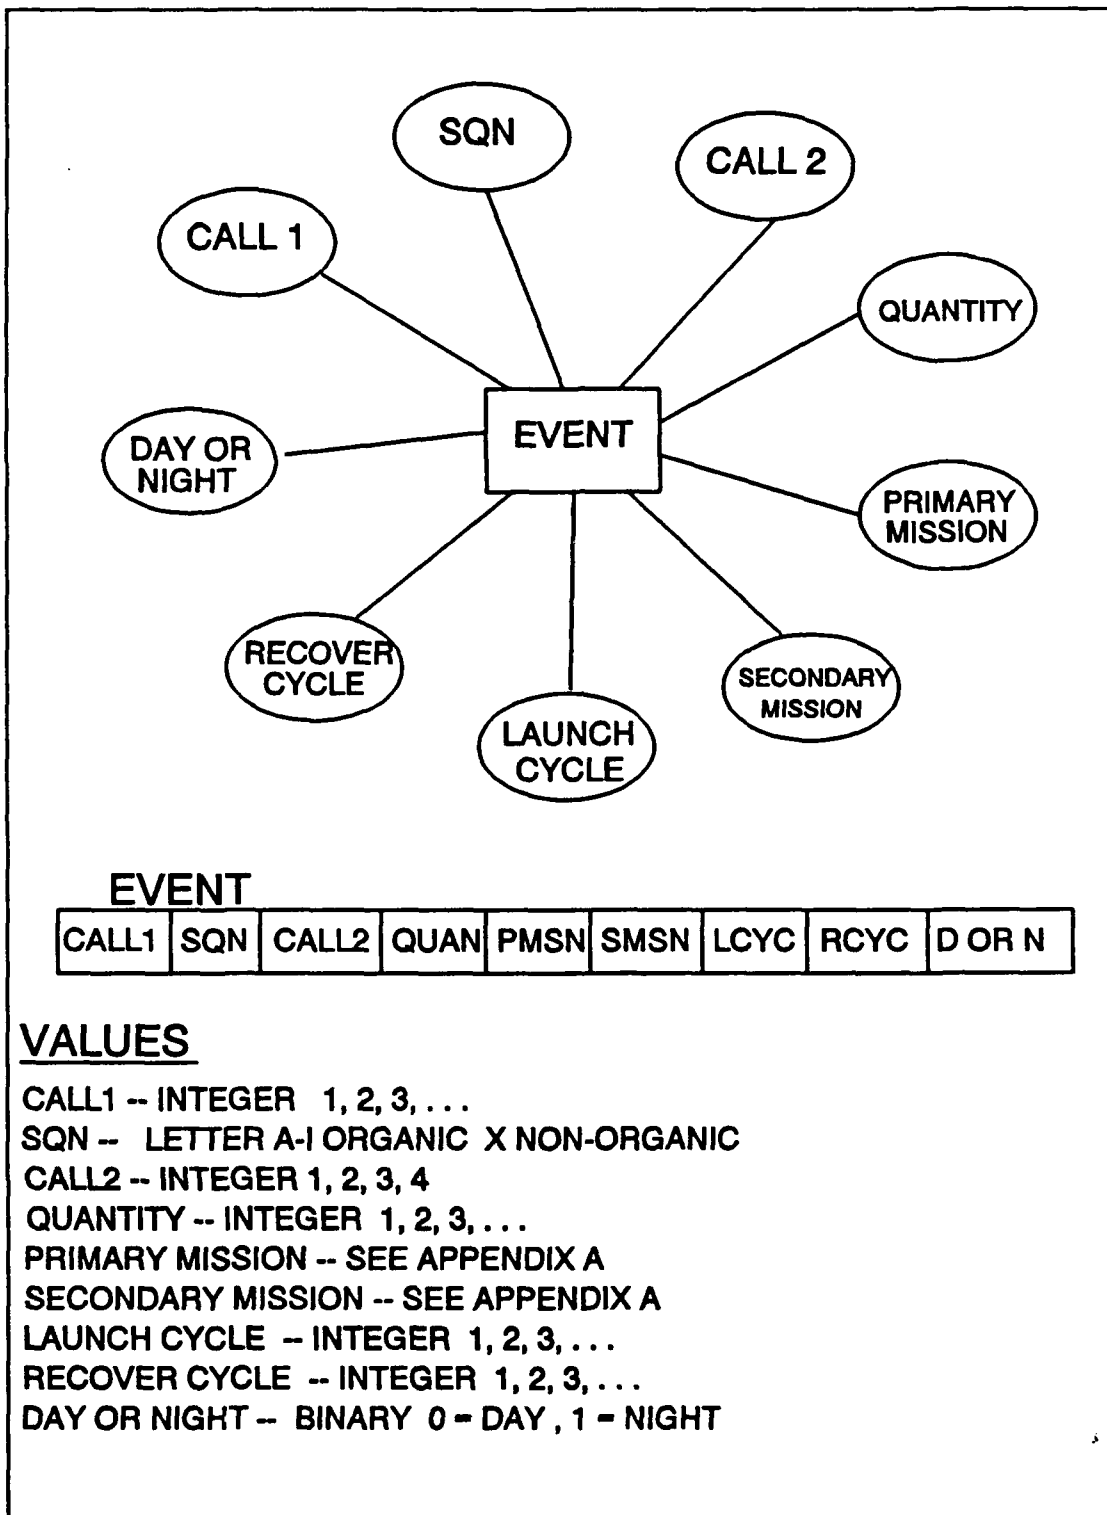 SQN
CALL 2
CALL 1
QUANTITY
EVENT
DAY OR
NIGHT
PRIMARY
MISSION
RECOVER
CYCLE
SECONDARY
MISSION
LAUNCH
CYCLE
EVENT
CALL1 SQN CALL2 QUAN PMSN SMSN LCYC RCYC D OR N
VALUES
CALL1 -- INTEGER 1, 2, 3, . . .
SQN -- LETTER A-I ORGANIC X NON-ORGANIC
CALL2 -- INTEGER 1, 2, 3, 4
QUANTITY -- INTEGER 1, 2, 3, . . .
PRIMARY MISSION -- SEE APPENDIX A
SECONDARY MISSION -- SEE APPENDIX A
LAUNCH CYCLE -- INTEGER 1, 2, 3, . . .
RECOVER CYCLE -- INTEGER 1, 2, 3, . . .
DAY OR NIGHT -- BINARY 0 = DAY , 1 = NIGHT